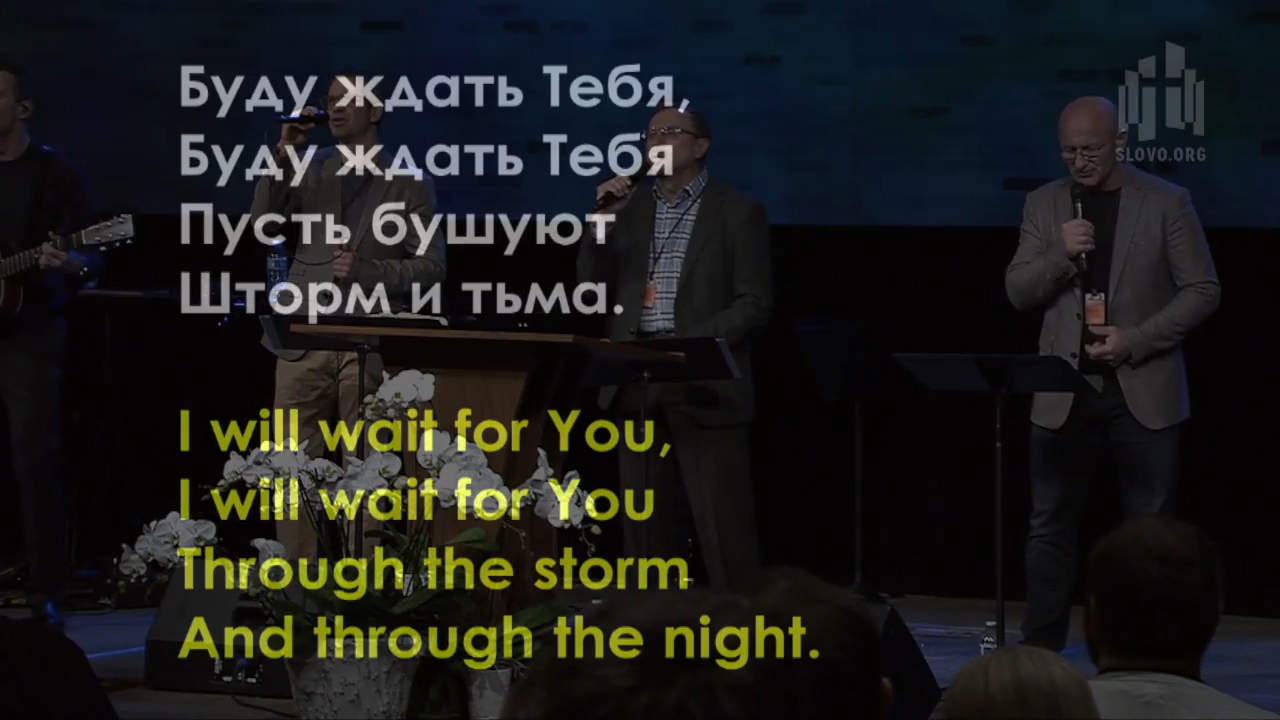 Буду ждать Тебя,
Буду ждать Тебя
Пусть бушуют
Шторм и тьма.
I will wait for You,
I will wait for You
Through the storm
And through the night.
SLOVO.ORG